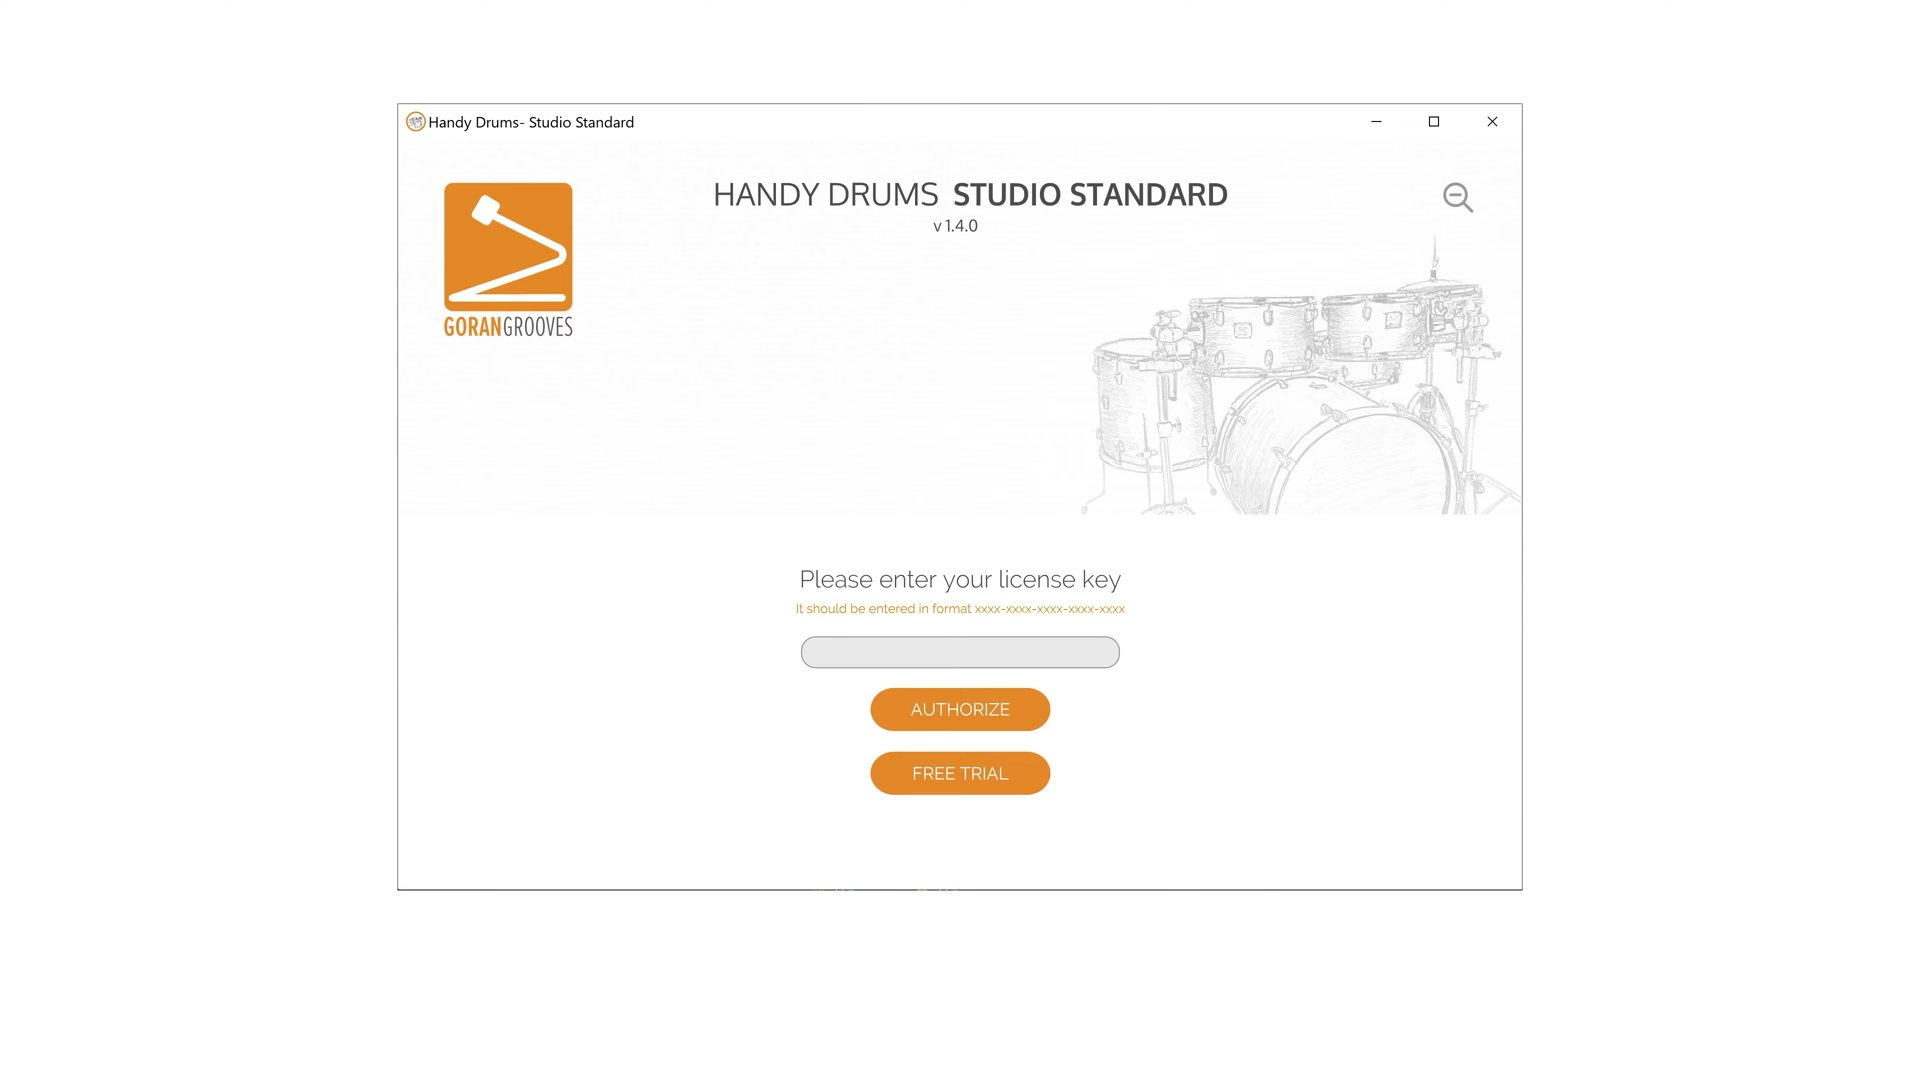 Handy Drums- Studio Standard
HANDY DRUMS STUDIO STANDARD
v 1.4.0
GORANGROOVES
Please enter your license key
It should be entered in format xxxx-xxxx-xxxx-xxxx-xxxx
AUTHORIZE
FREE TRIAL